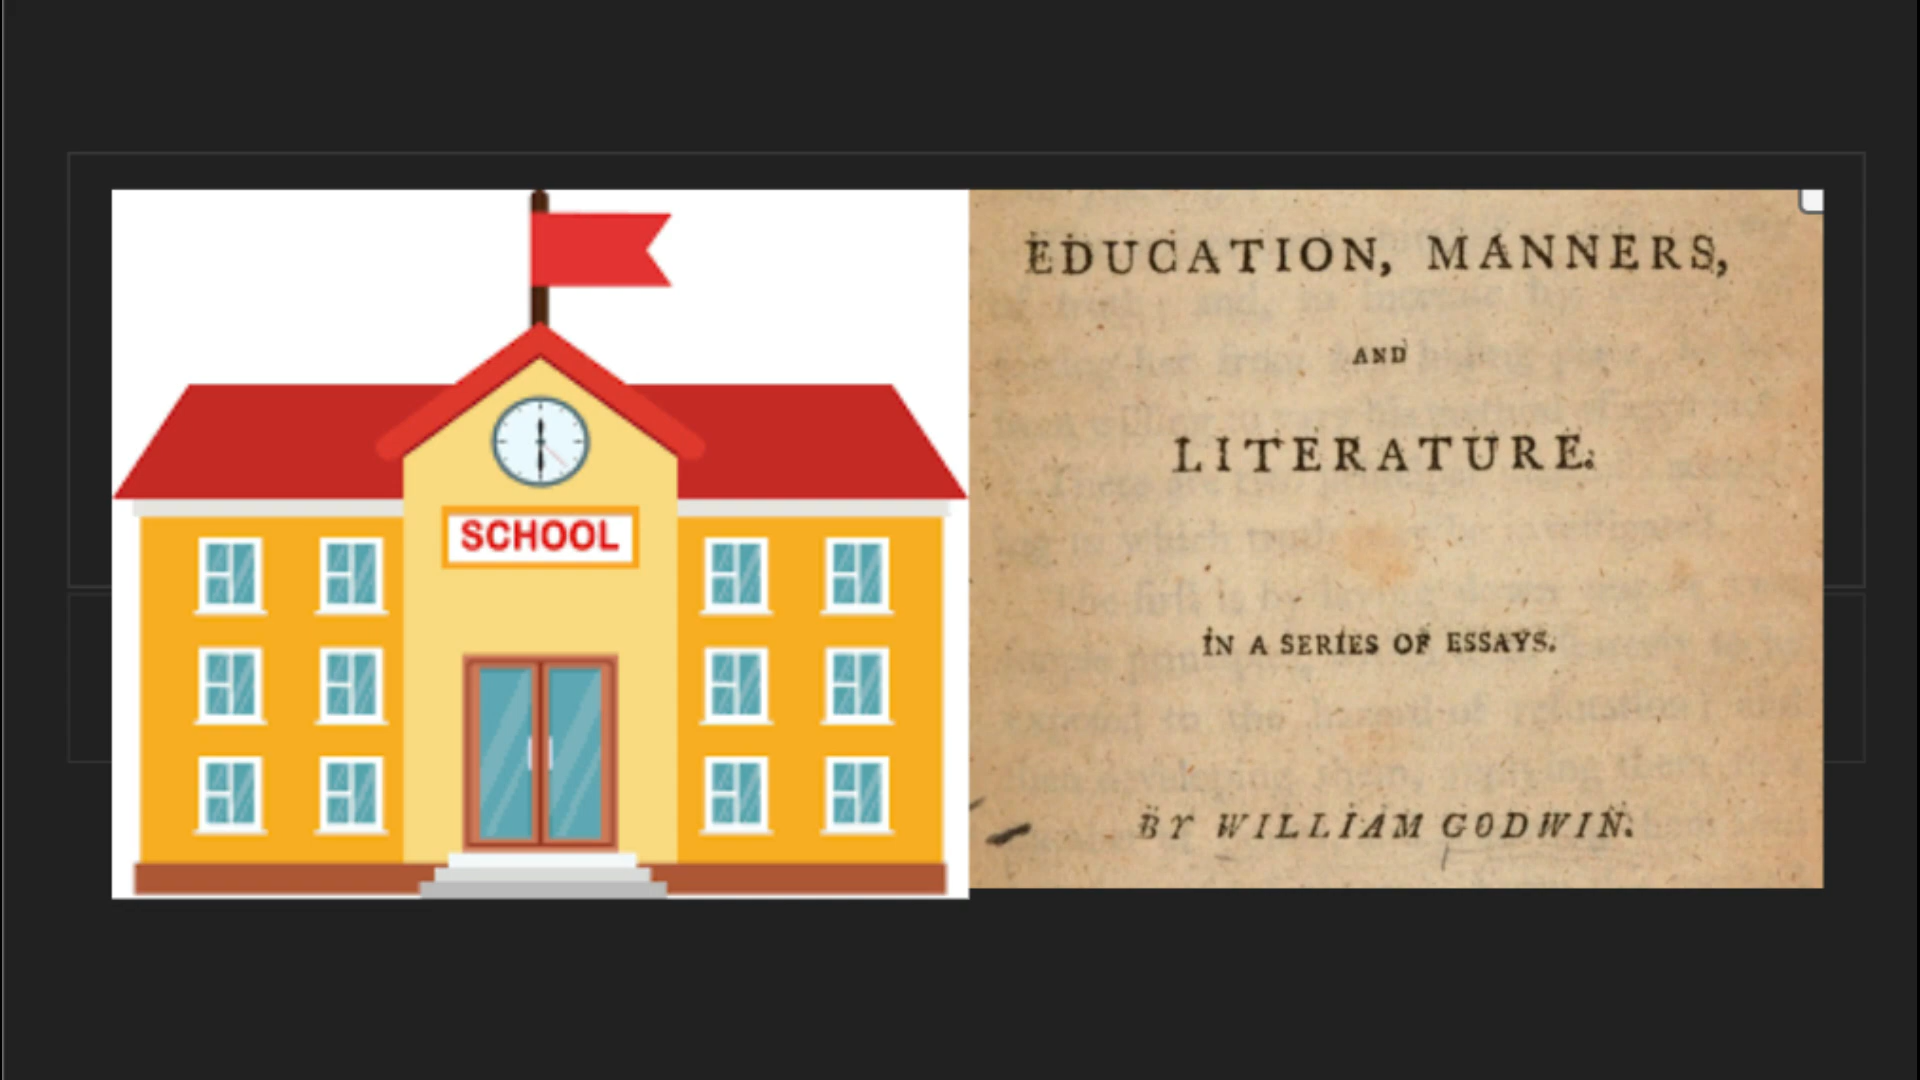 SCHOOL
EDUCATION, MANNERS,
AND
LITERATURE.
IN A SERIES OF ESSAYS.
BY WILLIAM GODWIN.